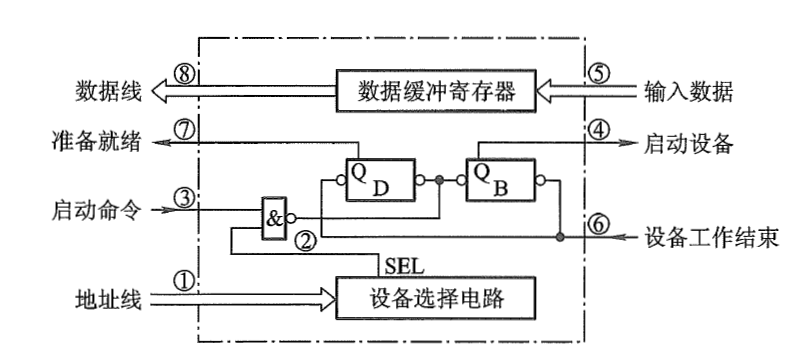 ⑧ ⑤
数据线 数据缓冲寄存器 输入数据
⑦ ④
准备就绪 启动设备
Q D Q B
③
启动命令 & ⑥
② 设备工作结束
SEL
①
地址线 设备选择电路